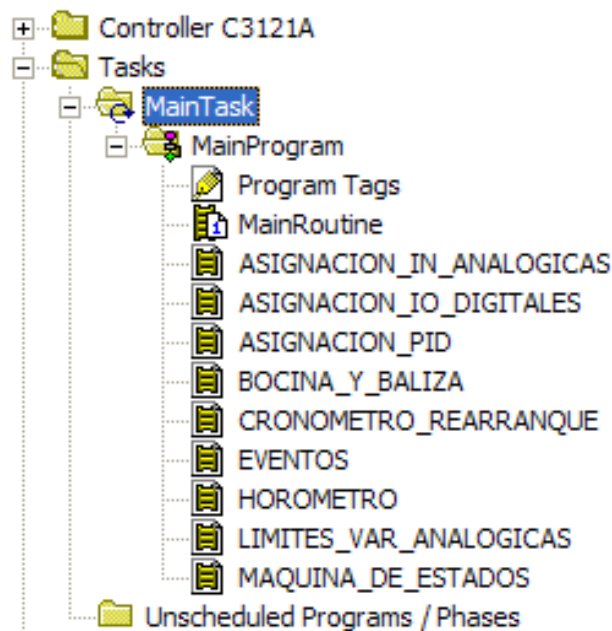 Controller C3121A
Tasks
MainTask
MainProgram
Program Tags
MainRoutine
ASIGNACION_IN_ANALOGICAS
ASIGNACION_IO_DIGITALES
ASIGNACION_PID
BOCINA_Y_BALIZA
CRONOMETRO_REARRANQUE
EVENTOS
HOROMETRO
LIMITES_VAR_ANALOGICAS
MAQUINA_DE_ESTADOS
Unscheduled Programs / Phases